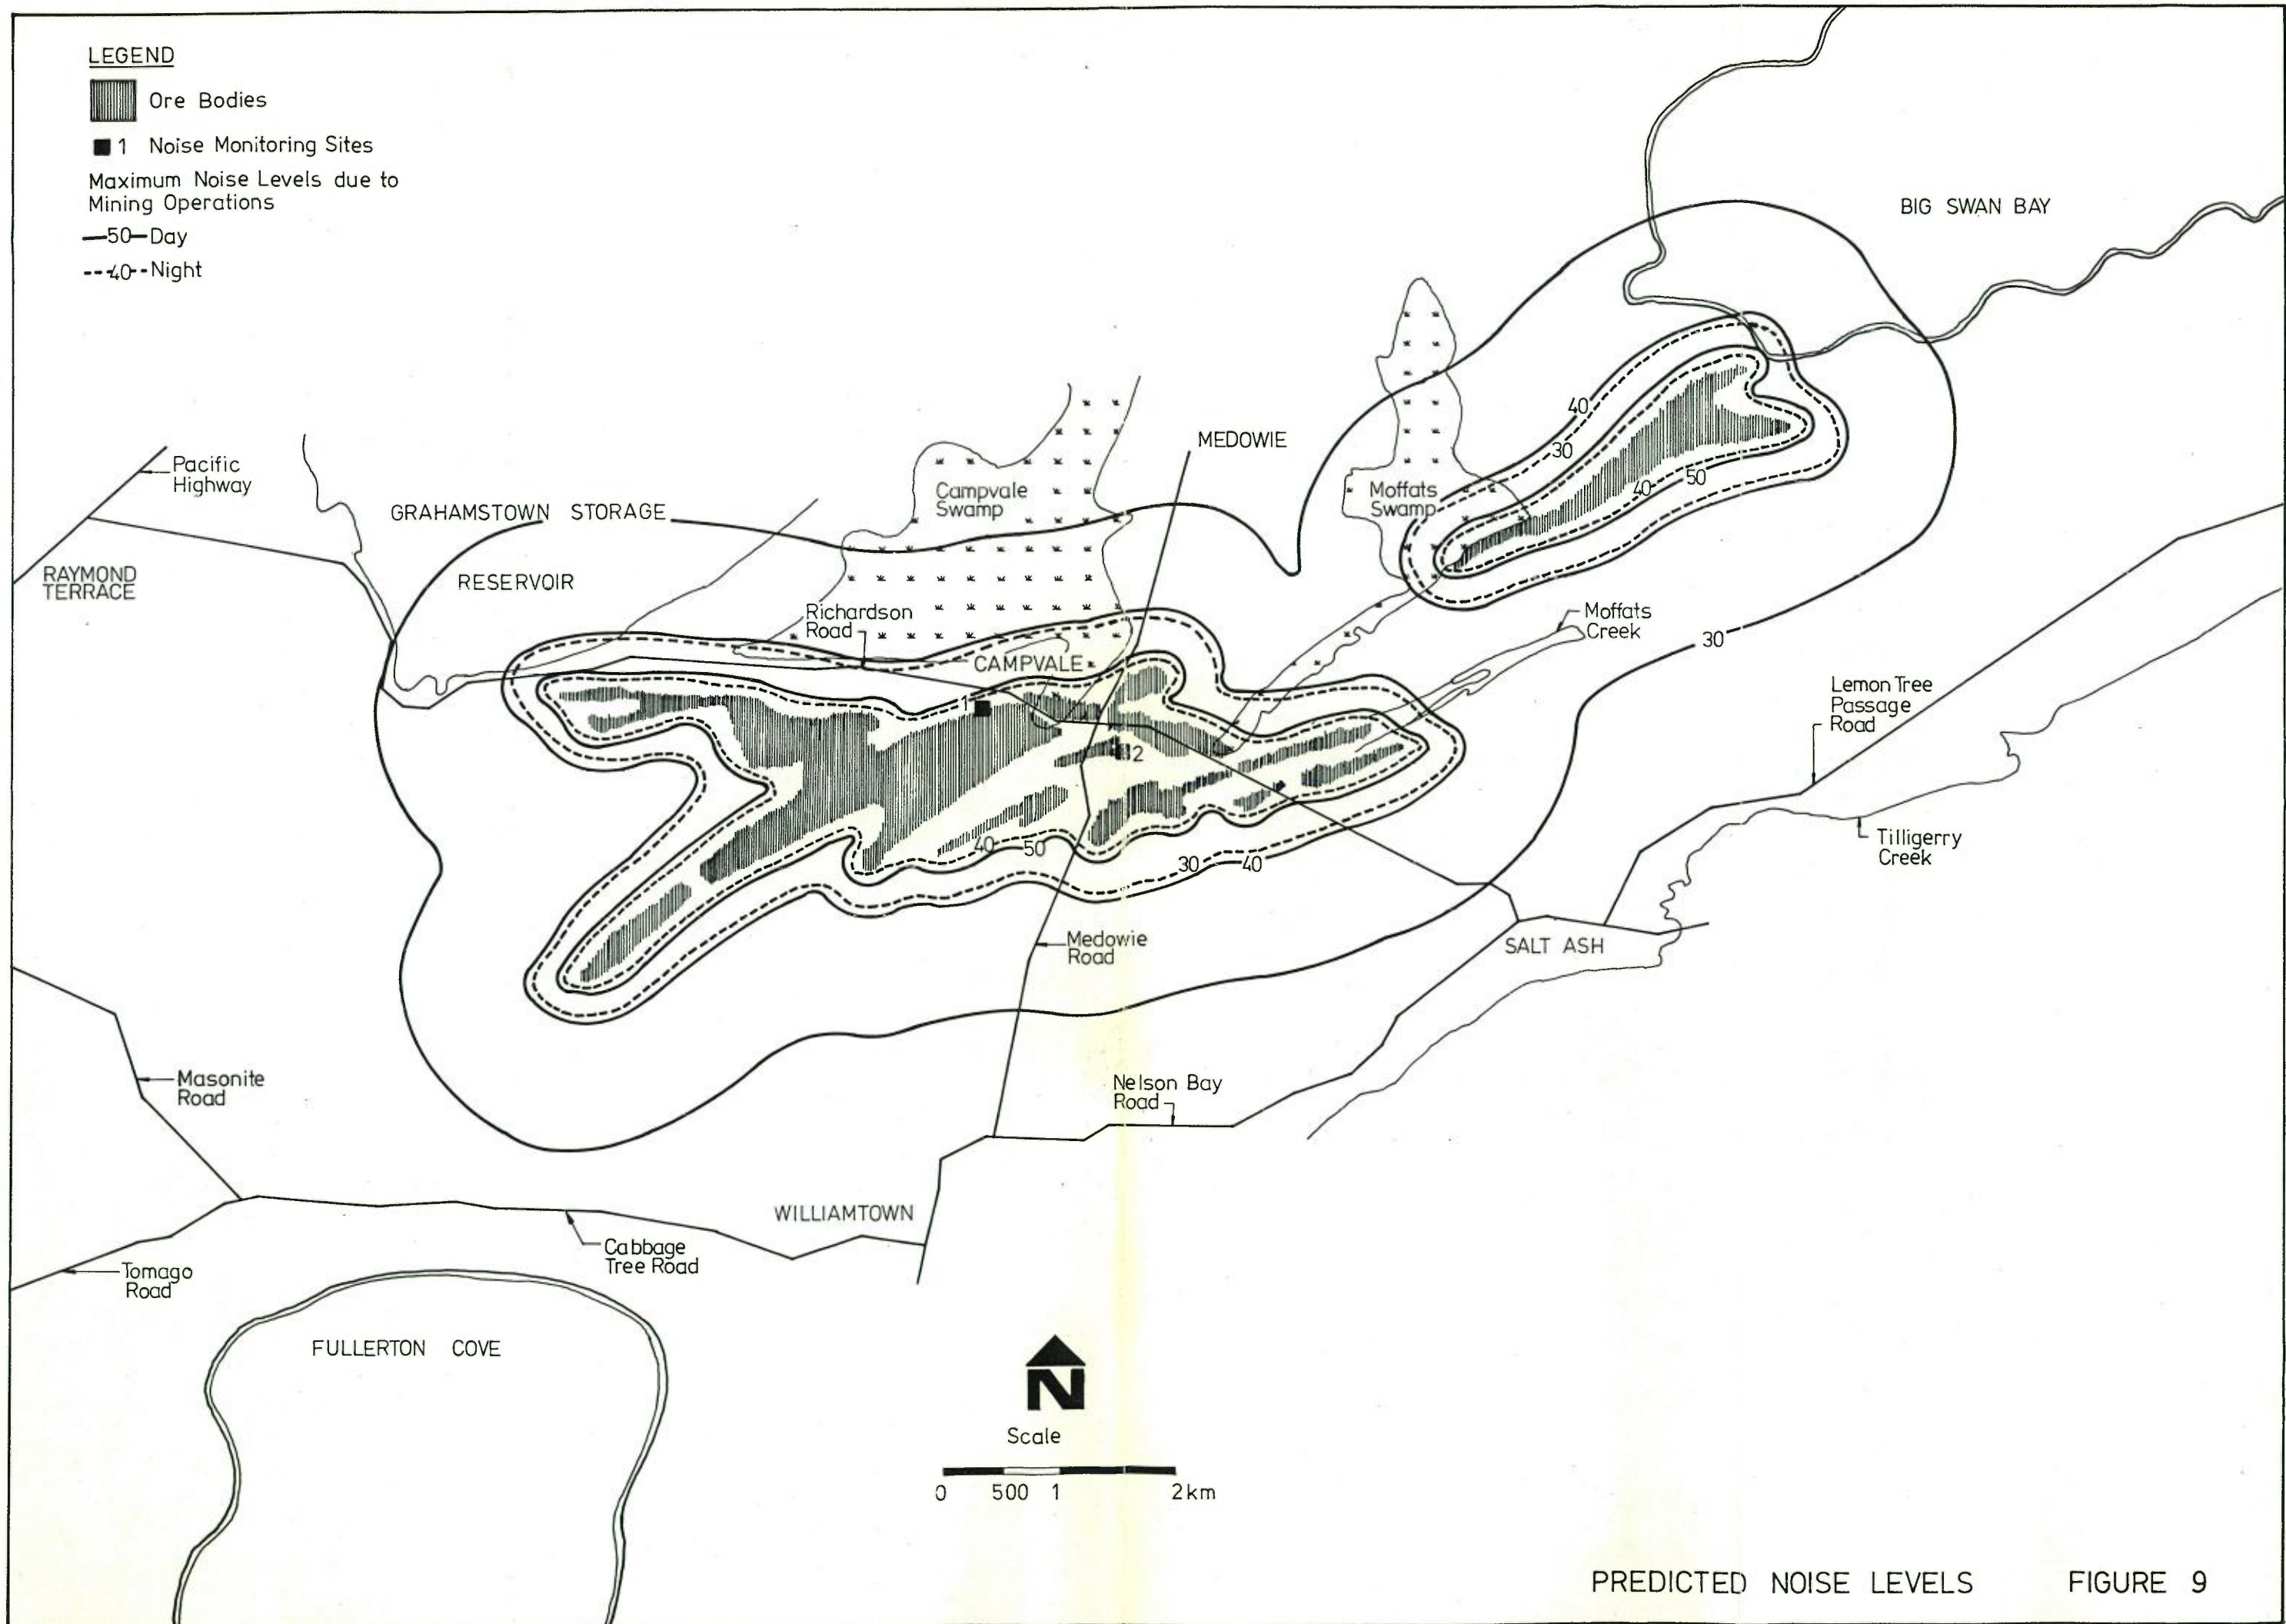 LEGEND
Ore Bodies
1 Noise Monitoring Sites
Maximum Noise Levels due to
Mining Operations
50 Day
40 Night
BIG SWAN BAY
40
30
MEDOWIE
Pacific
Highway
Campvale
Swamp
Moffats
Swamp
40
50
GRAHAMSTOWN STORAGE
RAYMOND
TERRACE
RESERVOIR
Richardson
Road
Moffats
Creek
30
CAMPVALE
Lemon Tree
Passage
Road
1
2
40
50
30
40
Tilligerry
Creek
Medowie
Road
SALT ASH
Masonite
Road
Nelson Bay
Road
WILLIAMTOWN
Cabbage
Tree Road
Tomago
Road
FULLERTON COVE
N
Scale
0 500 1 2km
PREDICTED NOISE LEVELS FIGURE 9